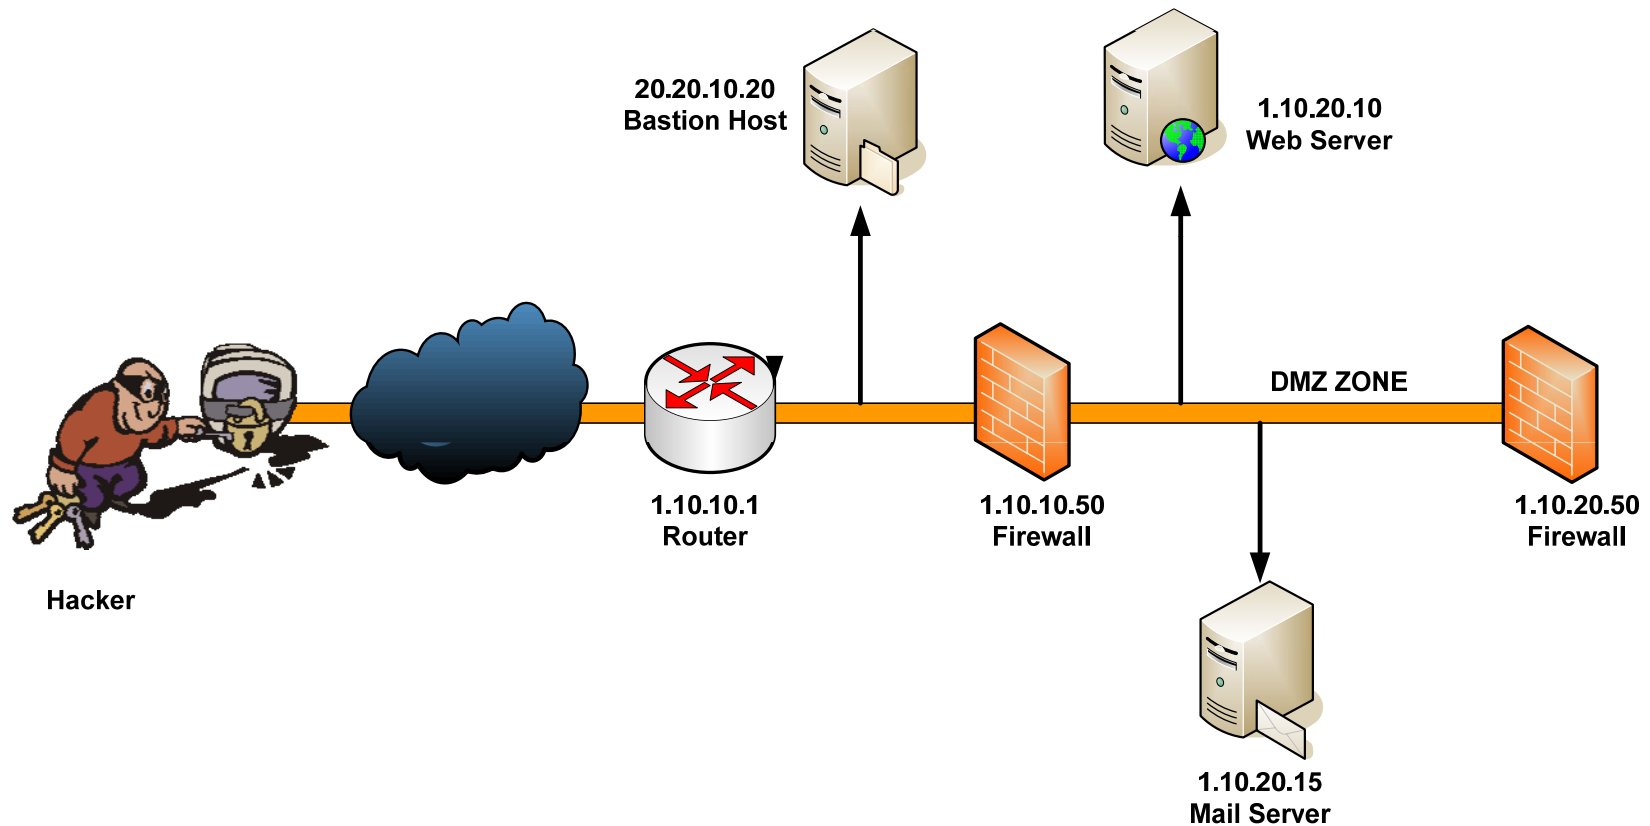 20.20.10.20
Bastion Host
1.10.20.10
Web Server
DMZ ZONE
1.10.10.1
Router
1.10.10.50
Firewall
1.10.20.50
Firewall
Hacker
1.10.20.15
Mail Server